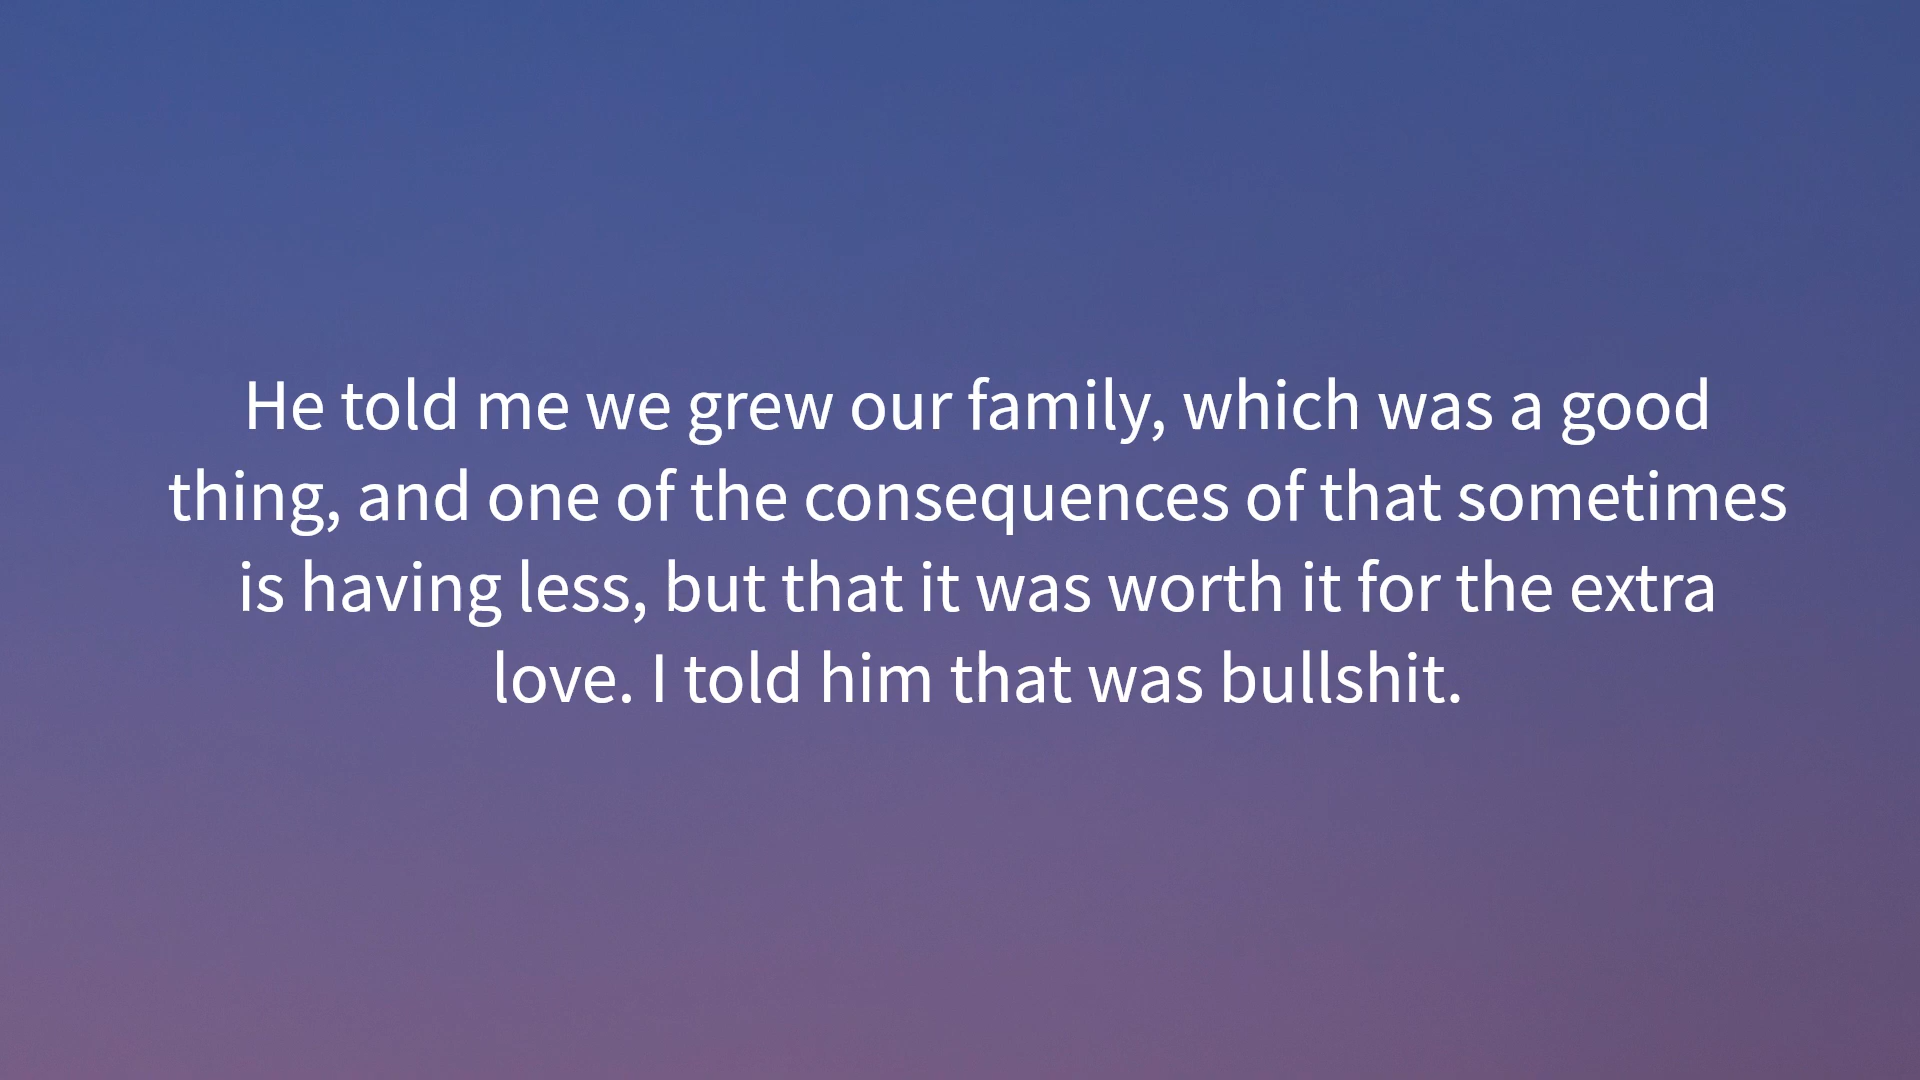 He told me we grew our family, which was a good
thing, and one of the consequences of that sometimes
is having less, but that it was worth it for the extra
love. I told him that was bullshit.